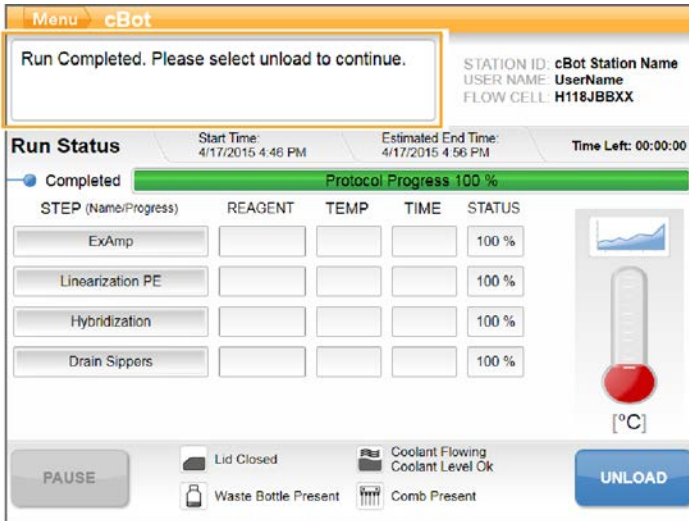 Menu cBot
Run Completed. Please select unload to continue.
STATION ID: cBot Station Name
USER NAME: UserName
FLOW CELL: H118JBBXX
Run Status
Start Time:
4/17/2015 4:46 PM
Estimated End Time:
4/17/2015 4:56 PM
Time Left: 00:00:00
Completed
Protocol Progress 100 %
STEP (Name/Progress) REAGENT TEMP TIME STATUS
ExAmp 100 %
Linearization PE 100 %
Hybridization 100 %
Drain Sippers 100 %
[°C]
PAUSE
Lid Closed
Coolant Flowing
Coolant Level Ok
Waste Bottle Present
Comb Present
UNLOAD